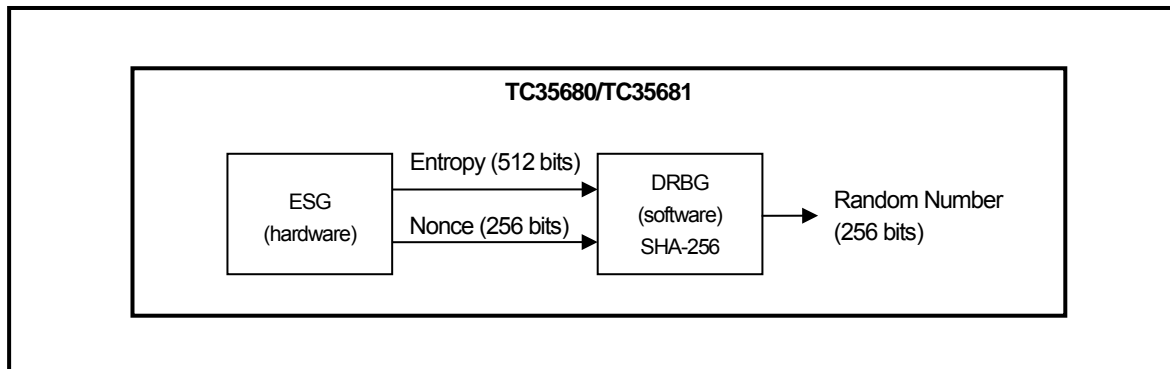 TC35680/TC35681
ESG
(hardware)
Entropy (512 bits)
Nonce (256 bits)
DRBG
(software)
SHA-256
Random Number
(256 bits)